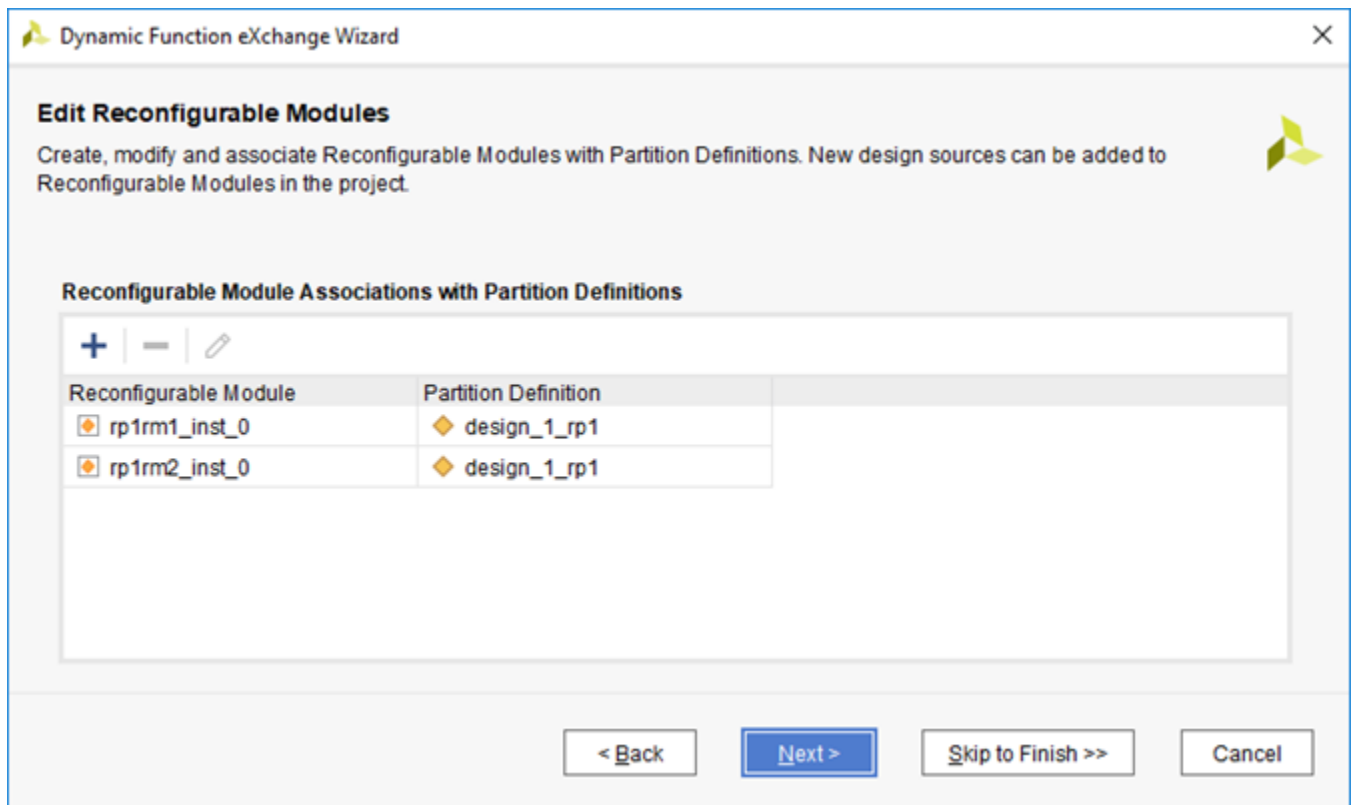 Dynamic Function eXchange Wizard
Edit Reconfigurable Modules
Create, modify and associate Reconfigurable Modules with Partition Definitions. New design sources can be added to
Reconfigurable Modules in the project.
Reconfigurable Module Associations with Partition Definitions
Reconfigurable Module Partition Definition
rp1rm1_inst_0 design_1_rp1
rp1rm2_inst_0 design_1_rp1
< Back Next > Skip to Finish >> Cancel